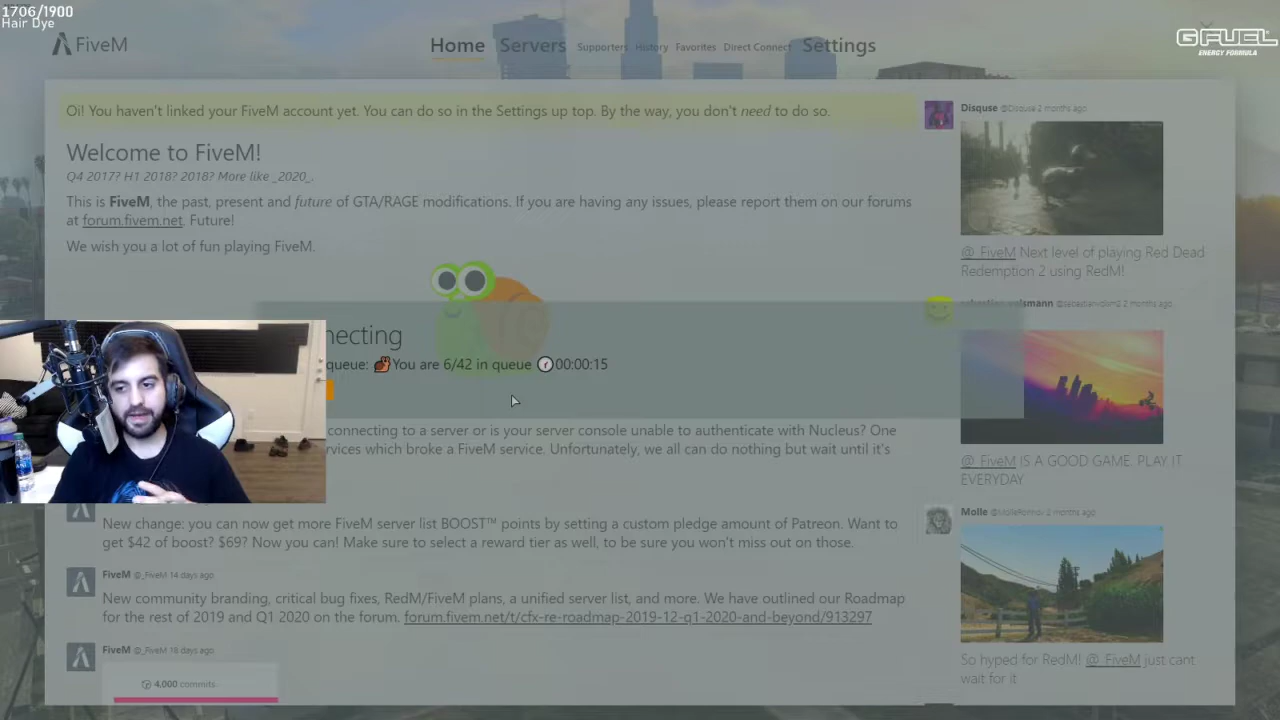 1706/1900
Hair Dye
FiveM
Home Servers Supporters History Favorites Direct Connect Settings
GFUEL
ENERGY FORMULA
Oi! You haven't linked your FiveM account yet. You can do so in the Settings up top. By the way, you don't need to do so.
Welcome to FiveM!
Q4 2017? H1 2018? 2018? More like _2020_.
This is FiveM, the past, present and future of GTA/RAGE modifications. If you are having any issues, please report them on our forums
at forum.fivem.net. Future!
We wish you a lot of fun playing FiveM.
necting
queue: You are 6/42 in queue 00:00:15
connecting to a server or is your server console unable to authenticate with Nucleus? One
rvices which broke a FiveM service. Unfortunately, we all can do nothing but wait until it's
New change: you can now get more FiveM server list BOOST™ points by setting a custom pledge amount of Patreon. Want to
get $42 of boost? $69? Now you can! Make sure to select a reward tier as well, to be sure you won't miss out on those.
FiveM @_FiveM 14 days ago
New community branding, critical bug fixes, RedM/FiveM plans, a unified server list, and more. We have outlined our Roadmap
for the rest of 2019 and Q1 2020 on the forum. forum.fivem.net/t/cfx-re-roadmap-2019-12-q1-2020-and-beyond/913297
FiveM @_FiveM 18 days ago
4,000 commits.
Disquse @Disquse 2 months ago
@_FiveM Next level of playing Red Dead
Redemption 2 using RedM!
2 months ago
@_FiveM IS A GOOD GAME. PLAY IT
EVERYDAY
Molle 2 months ago
So hyped for RedM! @_FiveM just cant
wait for it